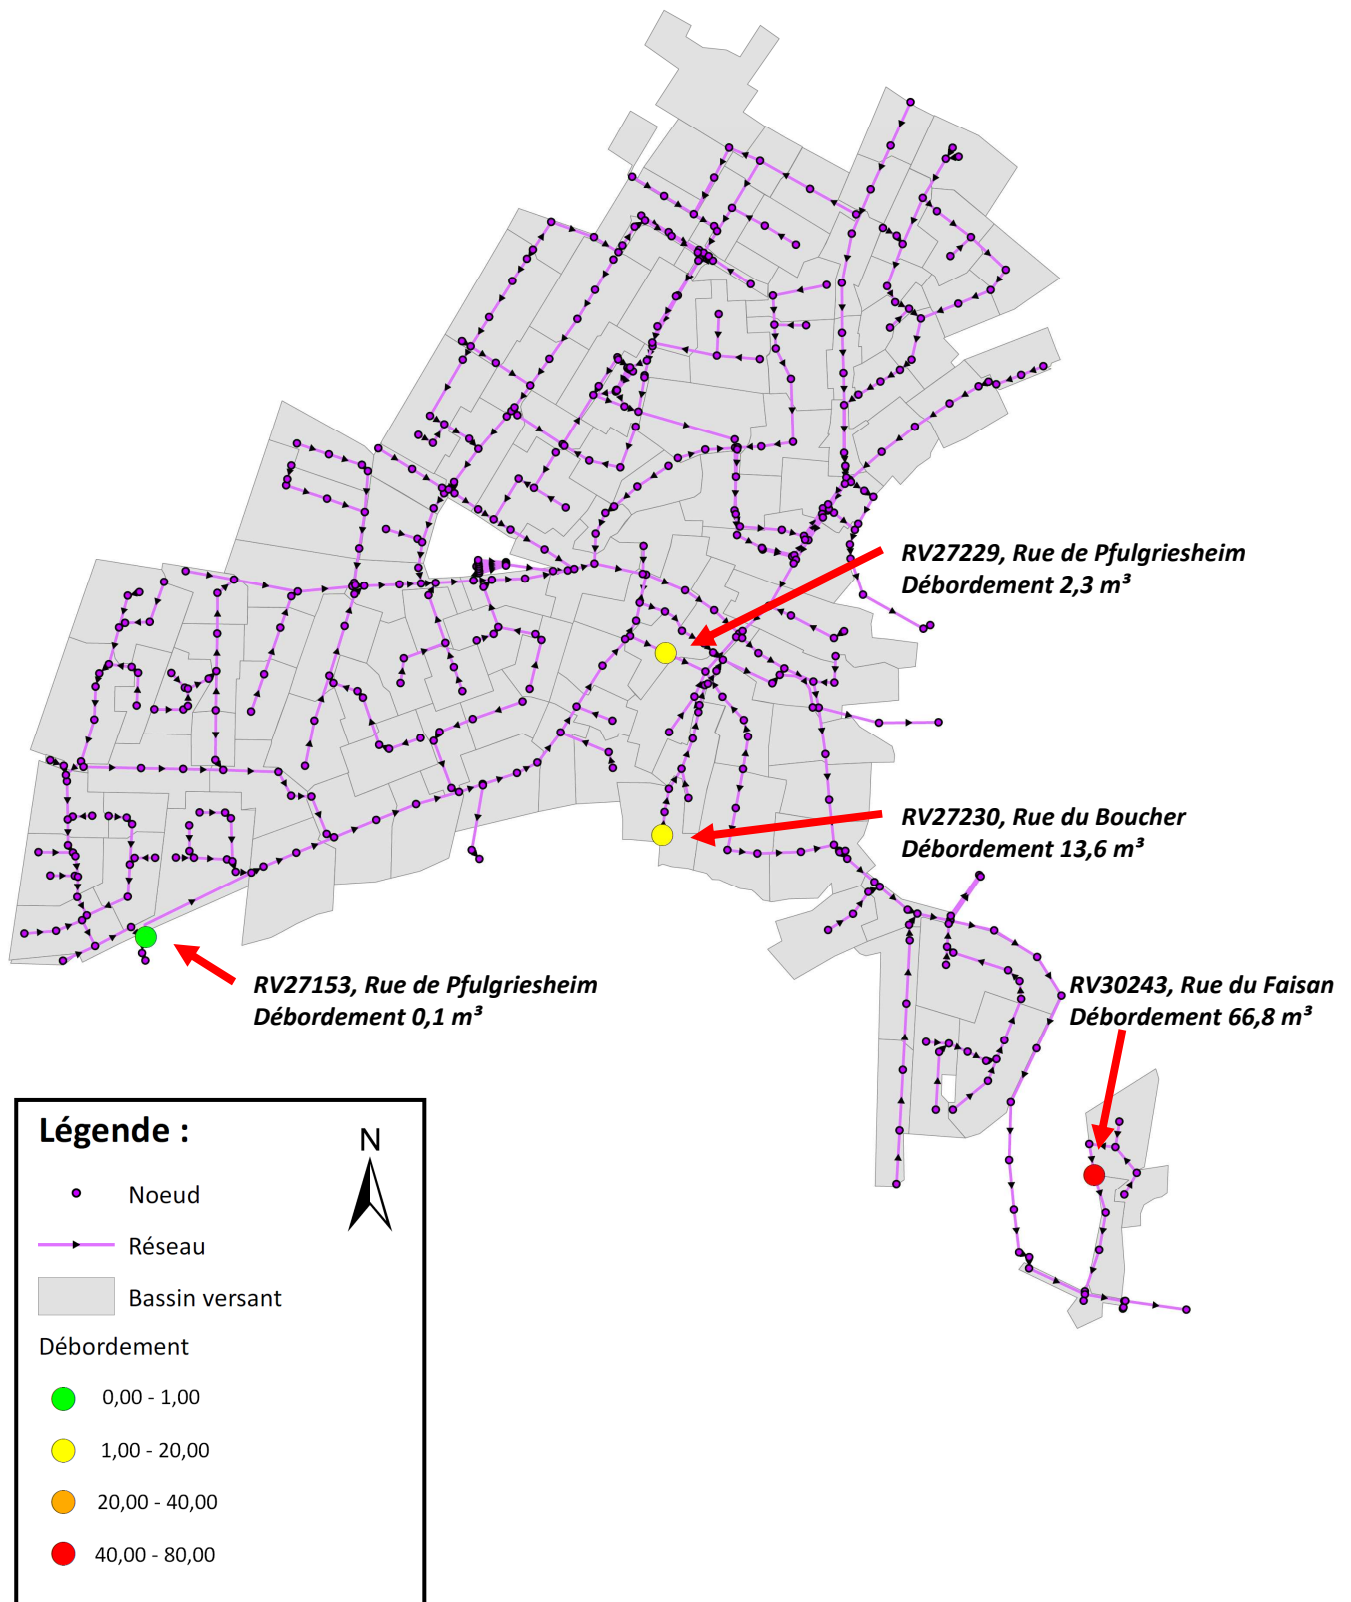 RV27229, Rue de Pfulgriesheim
Débordement 2,3 m³
RV27230, Rue du Boucher
Débordement 13,6 m³
RV27153, Rue de Pfulgriesheim
Débordement 0,1 m³
RV30243, Rue du Faisan
Débordement 66,8 m³
Légende :
N
Noeud
Réseau
Bassin versant
Débordement
0,00 - 1,00
1,00 - 20,00
20,00 - 40,00
40,00 - 80,00